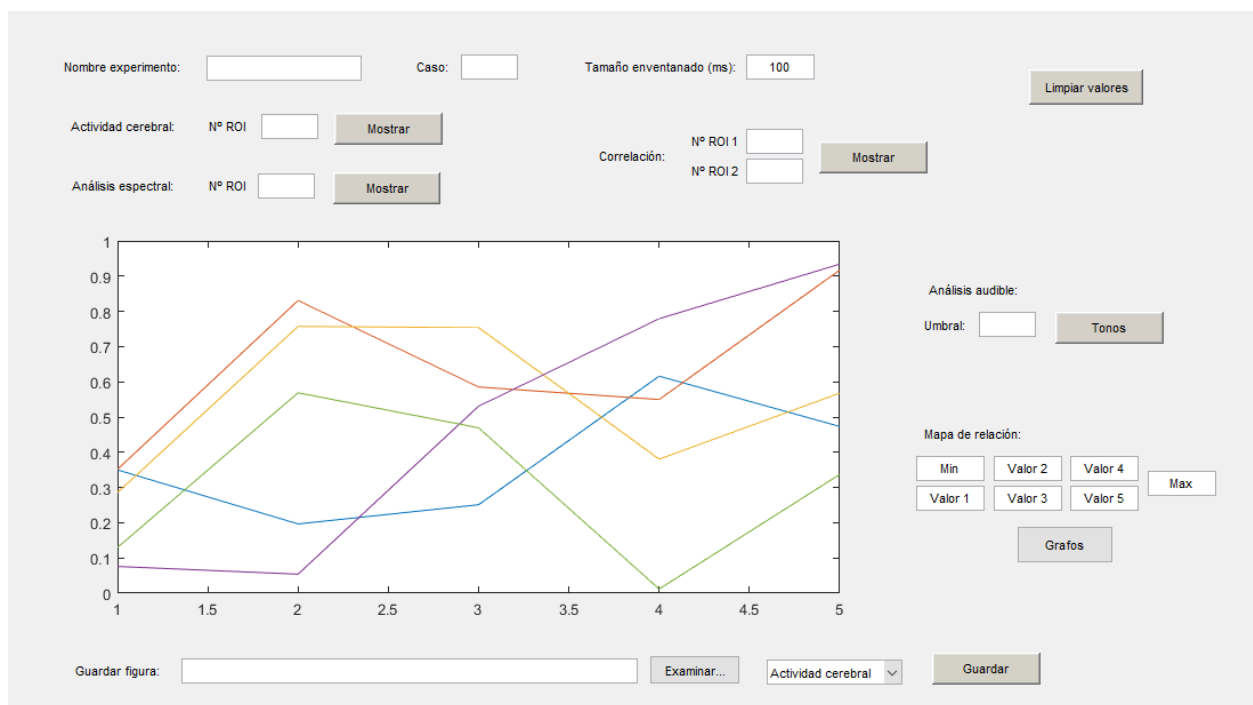 Nombre experimento: Caso: Tamaño enventanado (ms): 100
Limpiar valores
Actividad cerebral: Nº ROI Mostrar
Nº ROI 1
Correlación: Mostrar
Nº ROI 2
Análisis espectral: Nº ROI Mostrar
1
0.9
0.8
0.7
0.6
0.5
0.4
0.3
0.2
0.1
0
1 1.5 2 2.5 3 3.5 4 4.5 5
Análisis audible:
Umbral: Tonos
Mapa de relación:
Min Valor 2 Valor 4
Max
Valor 1 Valor 3 Valor 5
Grafos
Guardar figura: Examinar... Actividad cerebral Guardar